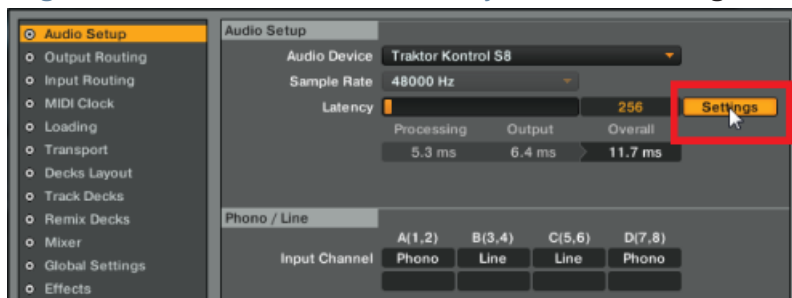 Audio Setup
Output Routing
Input Routing
MIDI Clock
Loading
Transport
Decks Layout
Track Decks
Remix Decks
Mixer
Global Settings
Effects
Audio Setup
Audio Device Traktor Kontrol S8
Sample Rate 48000 Hz
Latency 256 Settings
Processing Output Overall
5.3 ms 6.4 ms 11.7 ms
Phono / Line
A(1,2) B(3,4) C(5,6) D(7,8)
Input Channel Phono Line Line Phono